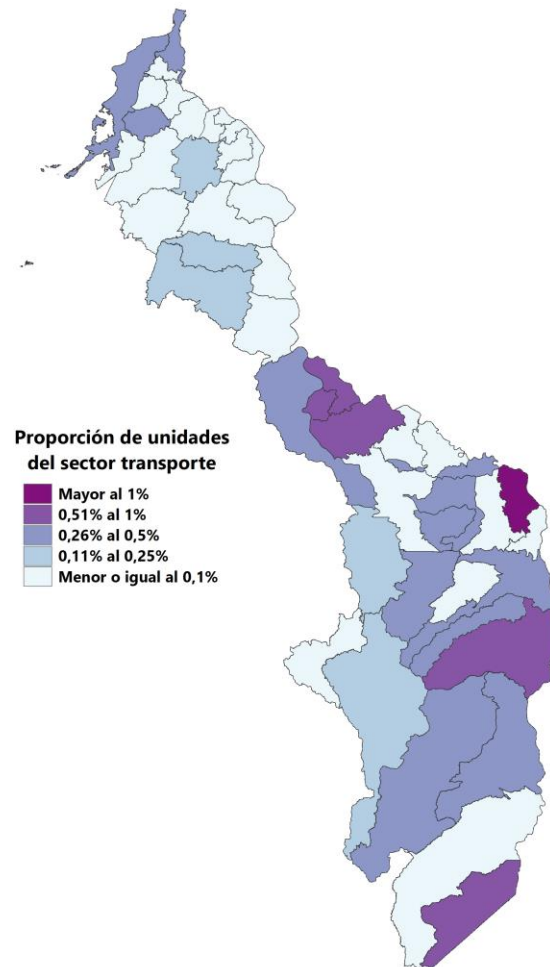 Proporción de unidades
del sector transporte
Mayor al 1%
0,51% al 1%
0,26% al 0,5%
0,11% al 0,25%
Menor o igual al 0,1%